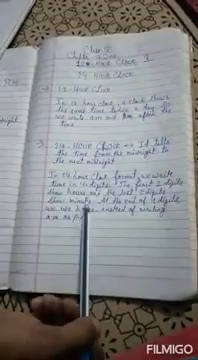 12 Hour Clock
24 Hour Clock
12-Hour Clock
In 12 hour clock, a clock shows
the same time twice a day. So
we write a.m and P.m after the
time.
24-Hour Clock → It tells
the time from the midnight to
the next midnight.
In 24 hour clock format, we write
time in 4 digits. The first 2 digits
show hours and the last 2 digits
show minute. At the end of 4 digits
we use hours instead of writing
a.m or p.m
FILMIGO